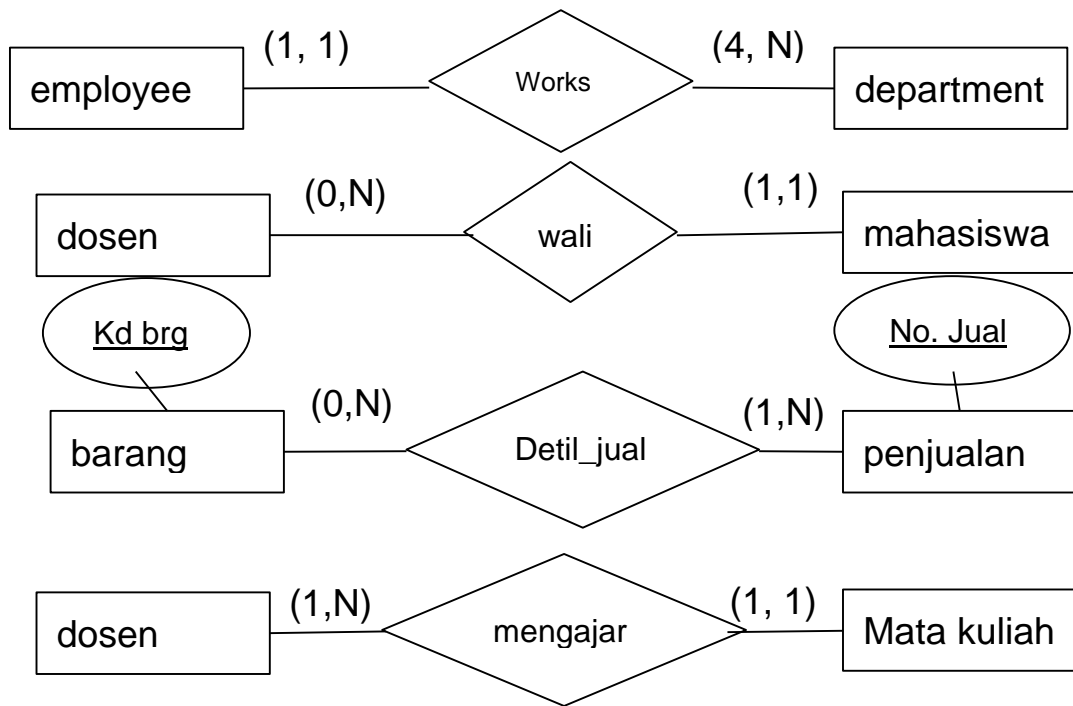 (1, 1) (4, N)
employee Works department
(0,N) (1,1)
dosen wali mahasiswa
Kd brg No. Jual
(0,N) (1,N)
barang Detil_jual penjualan
(1,N) (1, 1)
dosen mengajar Mata kuliah